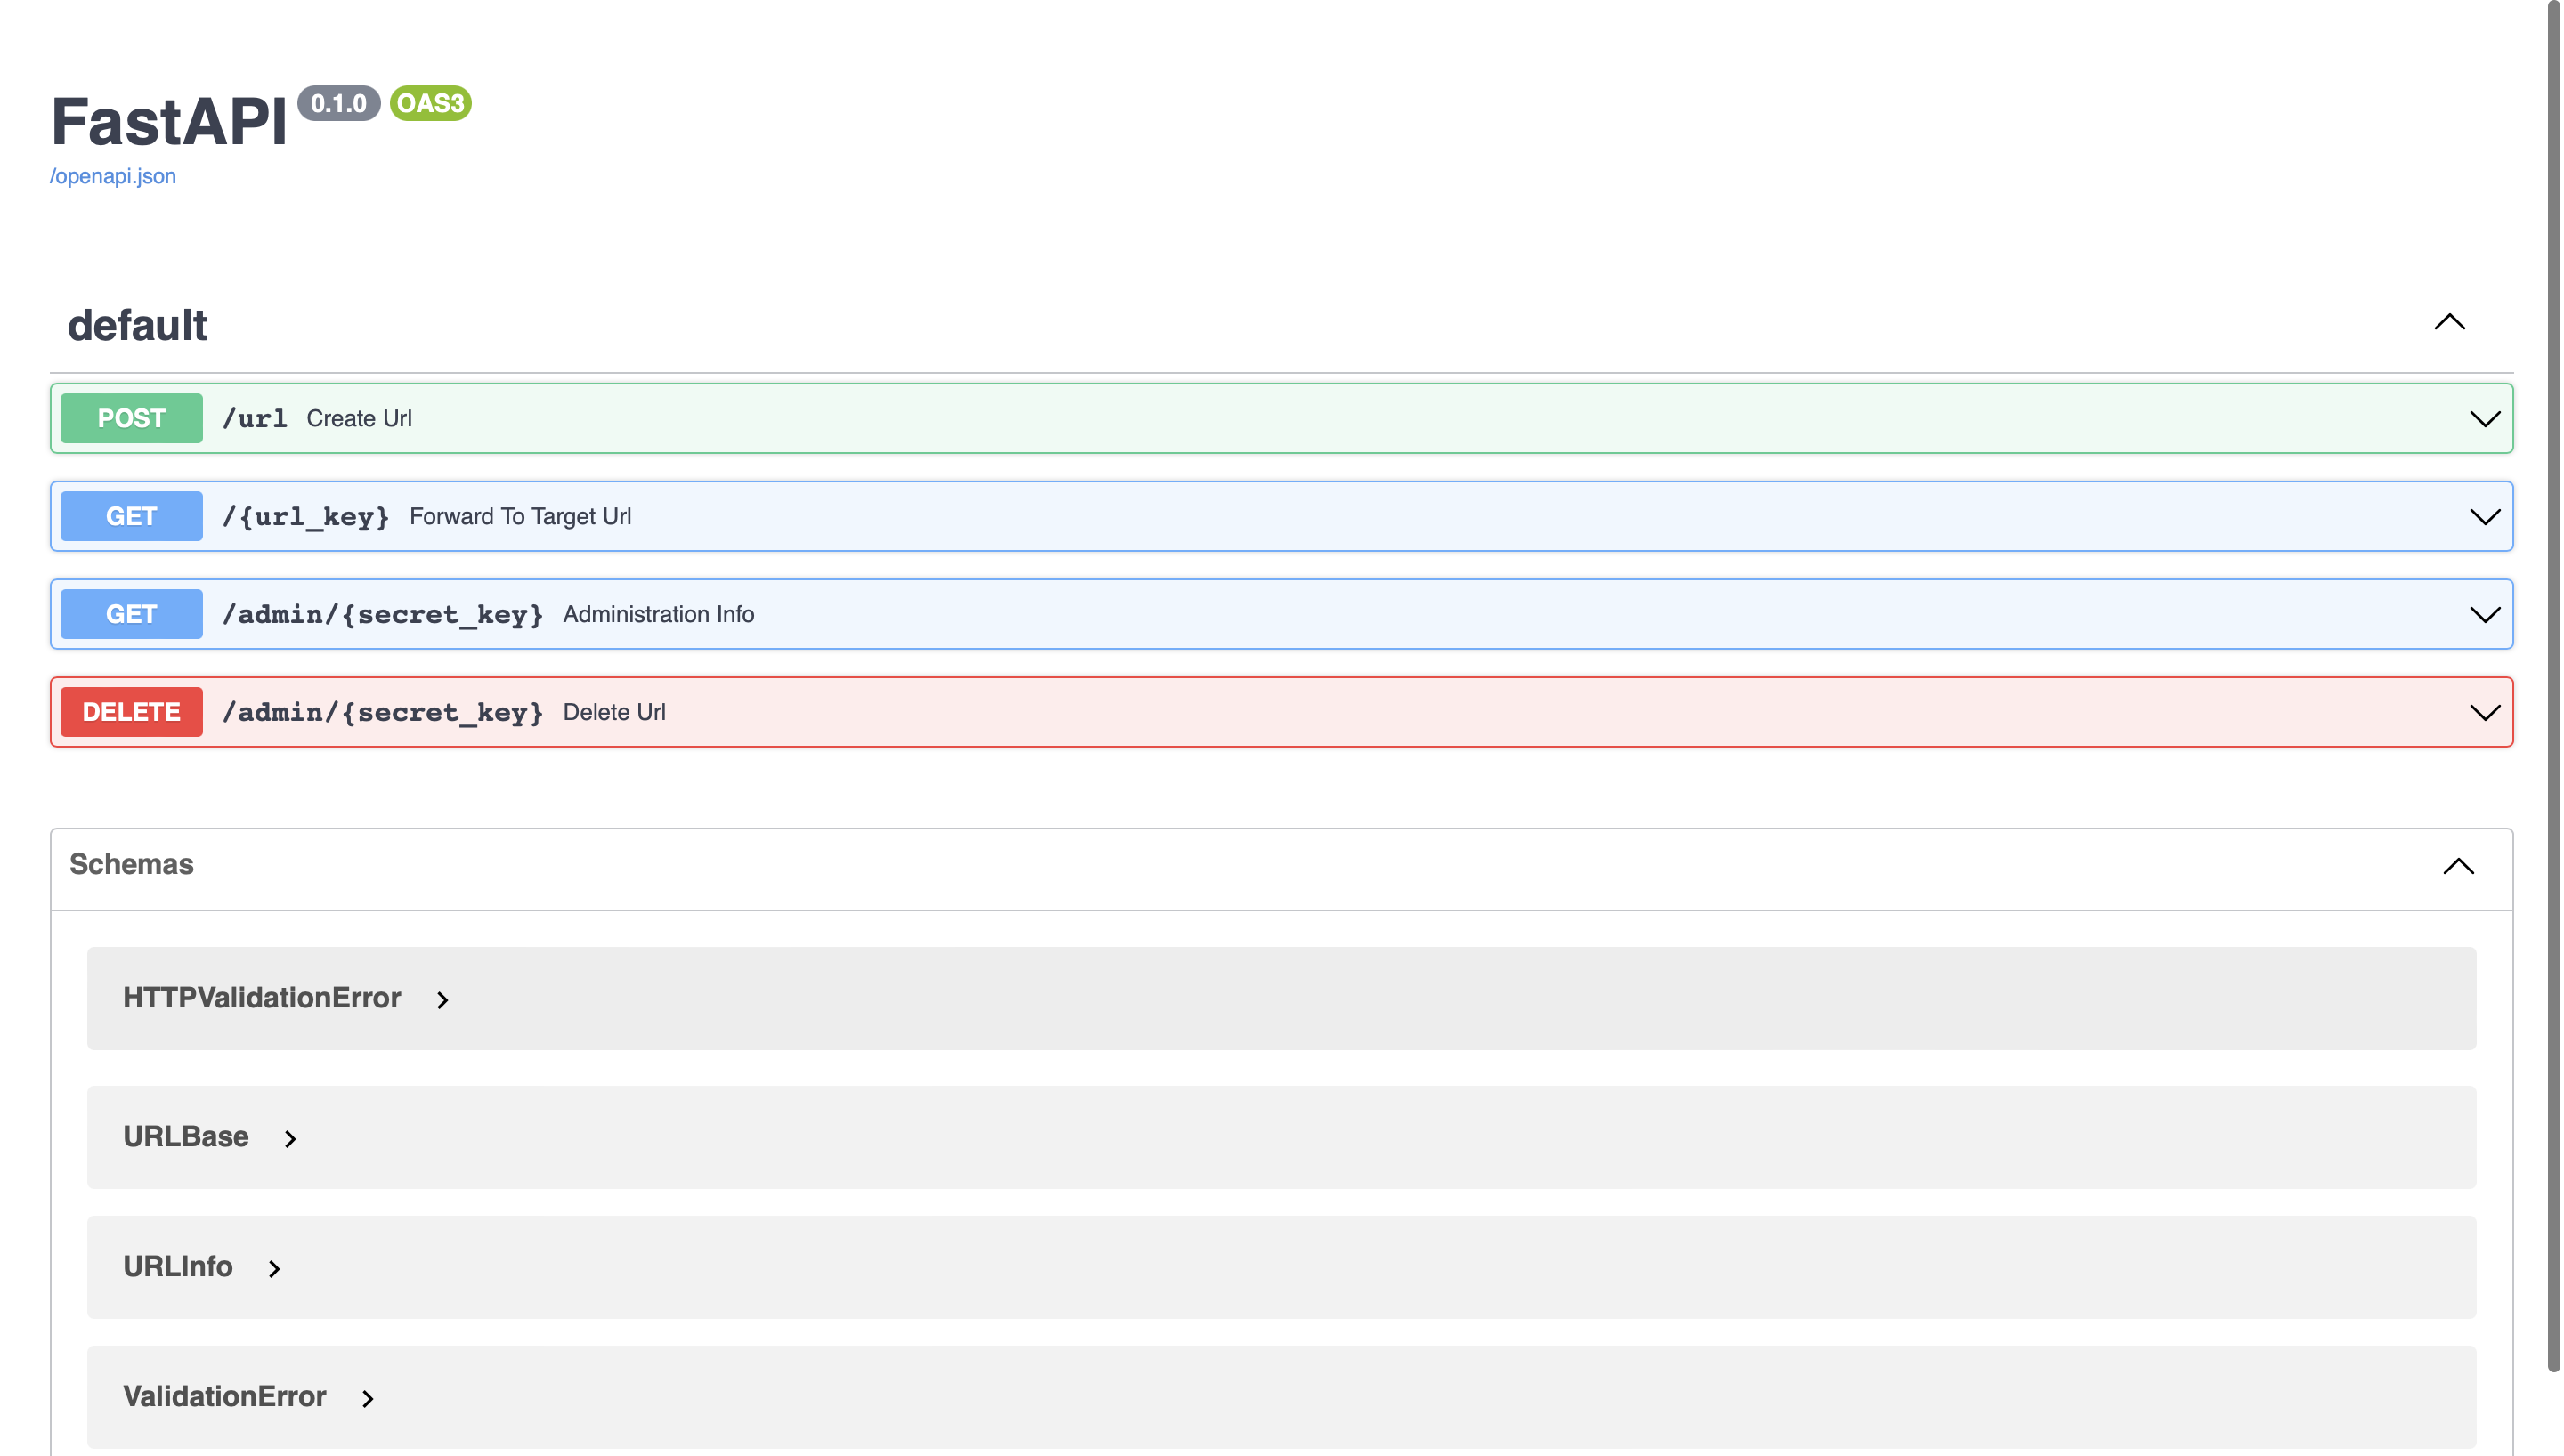 FastAPI 0.1.0 OAS3
/openapi.json
default
POST /url Create Url
GET /{url_key} Forward To Target Url
GET /admin/{secret_key} Administration Info
DELETE /admin/{secret_key} Delete Url
Schemas
HTTPValidationError
URLBase
URLInfo
ValidationError